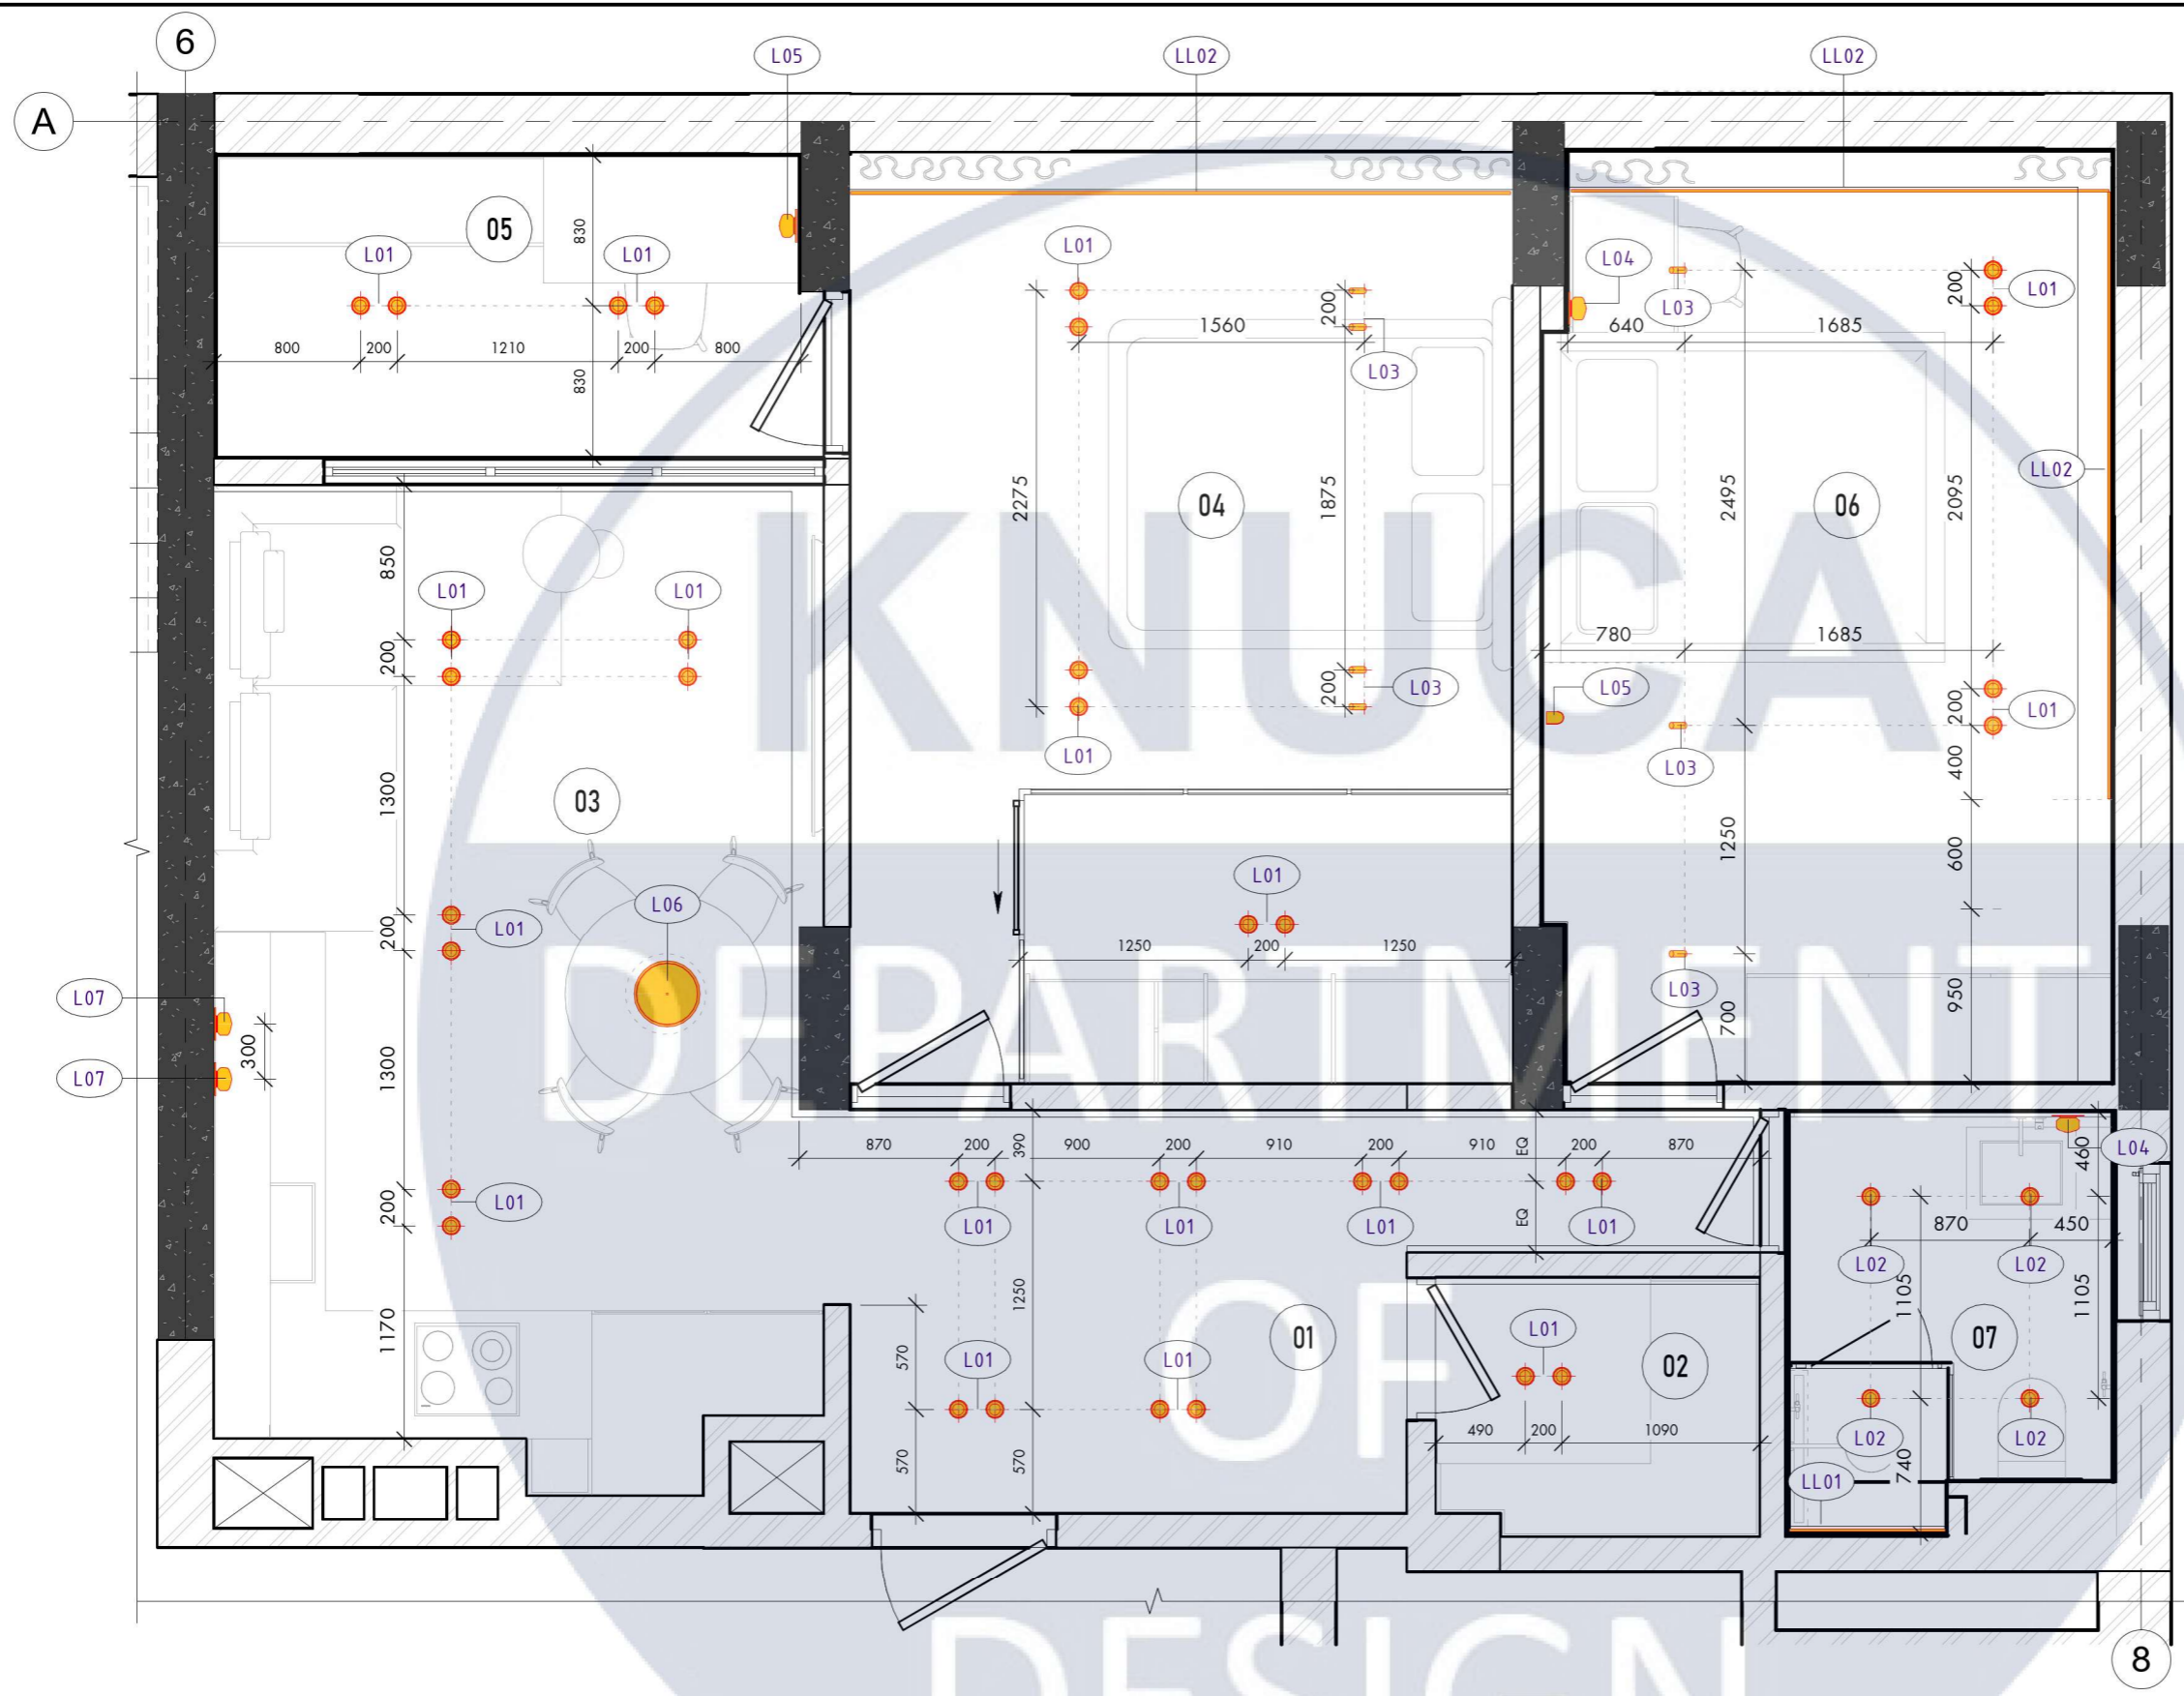 6
L05
LL02
LL02
A
05
830
L01
L01
L01
L04
200
L01
L03
200
1560
640
1685
800
200
1210
200
800
L03
830
LL02
2275
1875
04
2495
06
2095
850
L01
L01
780
1685
200
200
L03
L05
200
L01
L01
L03
400
1300
03
1250
600
L01
L06
200
L01
1250
200
1250
L07
L03
950
700
300
L07
1300
870
200
390
900
200
910
200
910
EQ
200
870
460
L04
L01
200
L01
L01
L01
EQ
L01
870
450
L02
L02
1250
1105
1105
1170
570
L01
L01
01
L01
02
07
490
200
1090
L02
L02
570
570
740
LL01
8
KNUCA
DEPARTMENT
OF
DESIGN